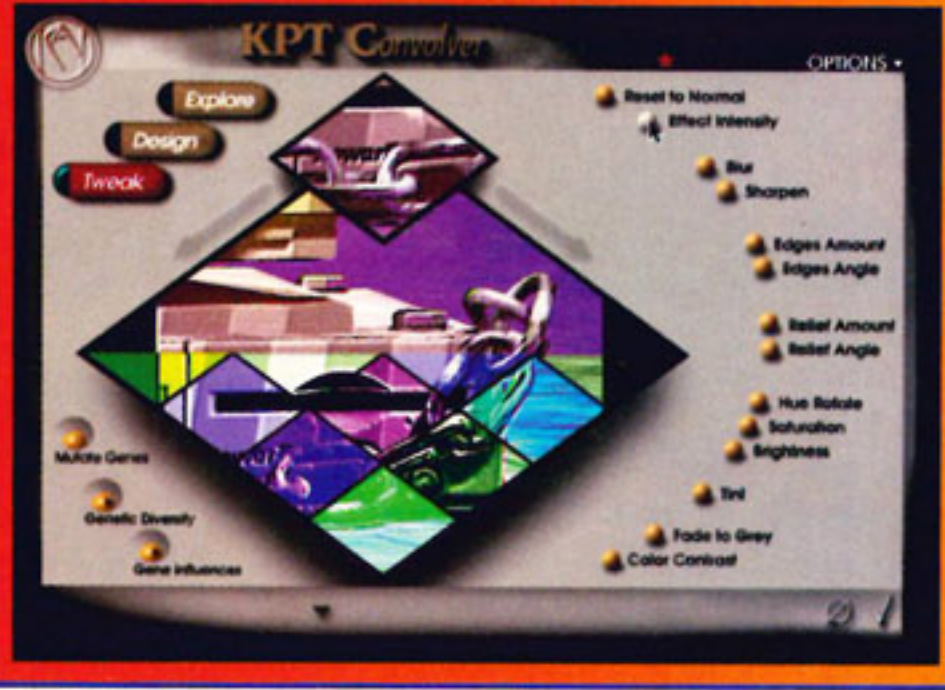 KPT Convolver
OPTIONS
Explore
Design
Tweak
Reset to Normal
Effect Intensity
Blur
Sharpen
Edges Amount
Edges Angle
Relief Amount
Relief Angle
Hue Rotate
Saturation
Brightness
Tint
Fade to Grey
Color Contrast
Mutate Genes
Genetic Diversity
Gene Influences